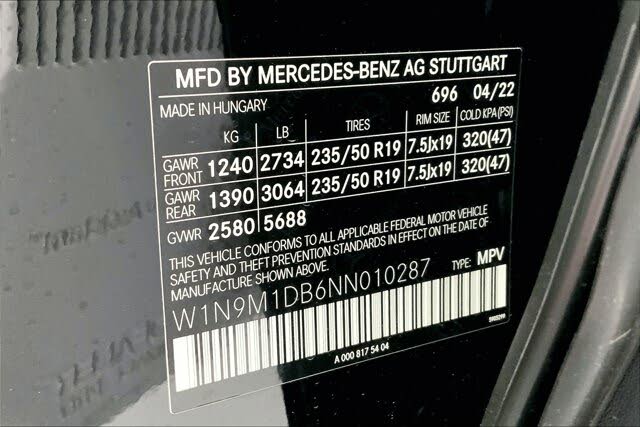 MFD BY MERCEDES-BENZ AG STUTTGART
MADE IN HUNGARY 696 04/22
KG LB TIRES RIM SIZE COLD KPA (PSI)
GAWR FRONT 1240 2734 235/50 R19 7.5Jx19 320(47)
GAWR REAR 1390 3064 235/50 R19 7.5Jx19 320(47)
GVWR 2580 5688
THIS VEHICLE CONFORMS TO ALL APPLICABLE FEDERAL MOTOR VEHICLE
SAFETY AND THEFT PREVENTION STANDARDS IN EFFECT ON THE DATE OF
MANUFACTURE SHOWN ABOVE.
W1N9M1DB6NN010287 TYPE: MPV
A 000 817 54 04